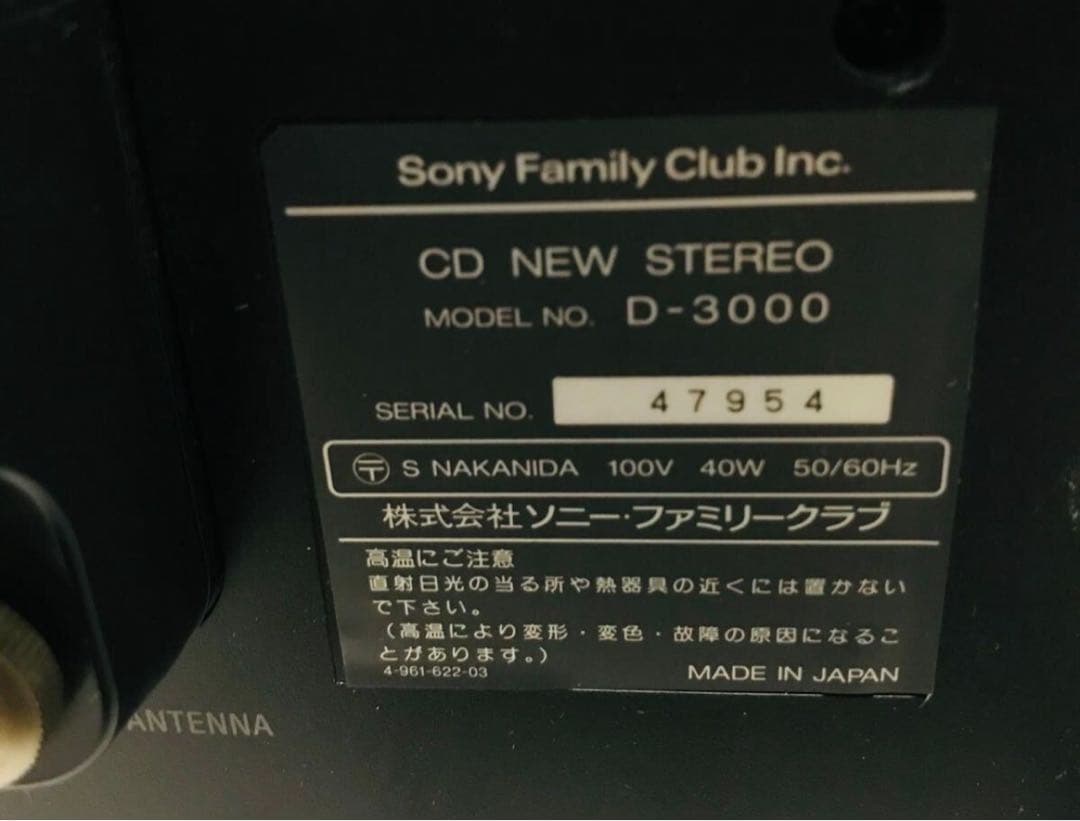 Sony Family Club Inc.
CD NEW STEREO
MODEL NO. D-3000
SERIAL NO. 47954
〒 S NAKANIDA 100V 40W 50/60Hz
株式会社ソニー・ファミリークラブ
高温にご注意
直射日光の当る所や熱器具の近くには置かない
で下さい。
(高温により変形・変色・故障の原因になるこ
とがあります。)
4-961-622-03 MADE IN JAPAN
ANTENNA